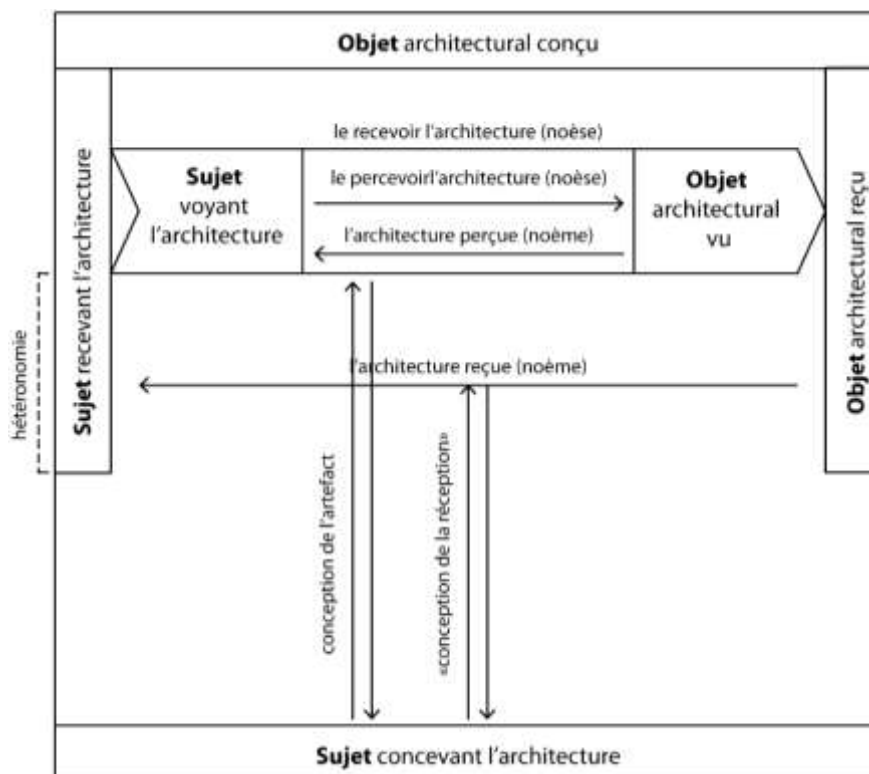 Objet architectural conçu
le recevoir l'architecture (noèse)
Sujet
voyant
l'architecture
le percevoirl'architecture (noèse)
l'architecture perçue (noème)
Objet
architectural
vu
Sujet recevant l'architecture
Objet architectural reçu
hétéronomie
l'architecture reçue (noème)
conception de l'artefact
«conception de la réception»
Sujet concevant l'architecture